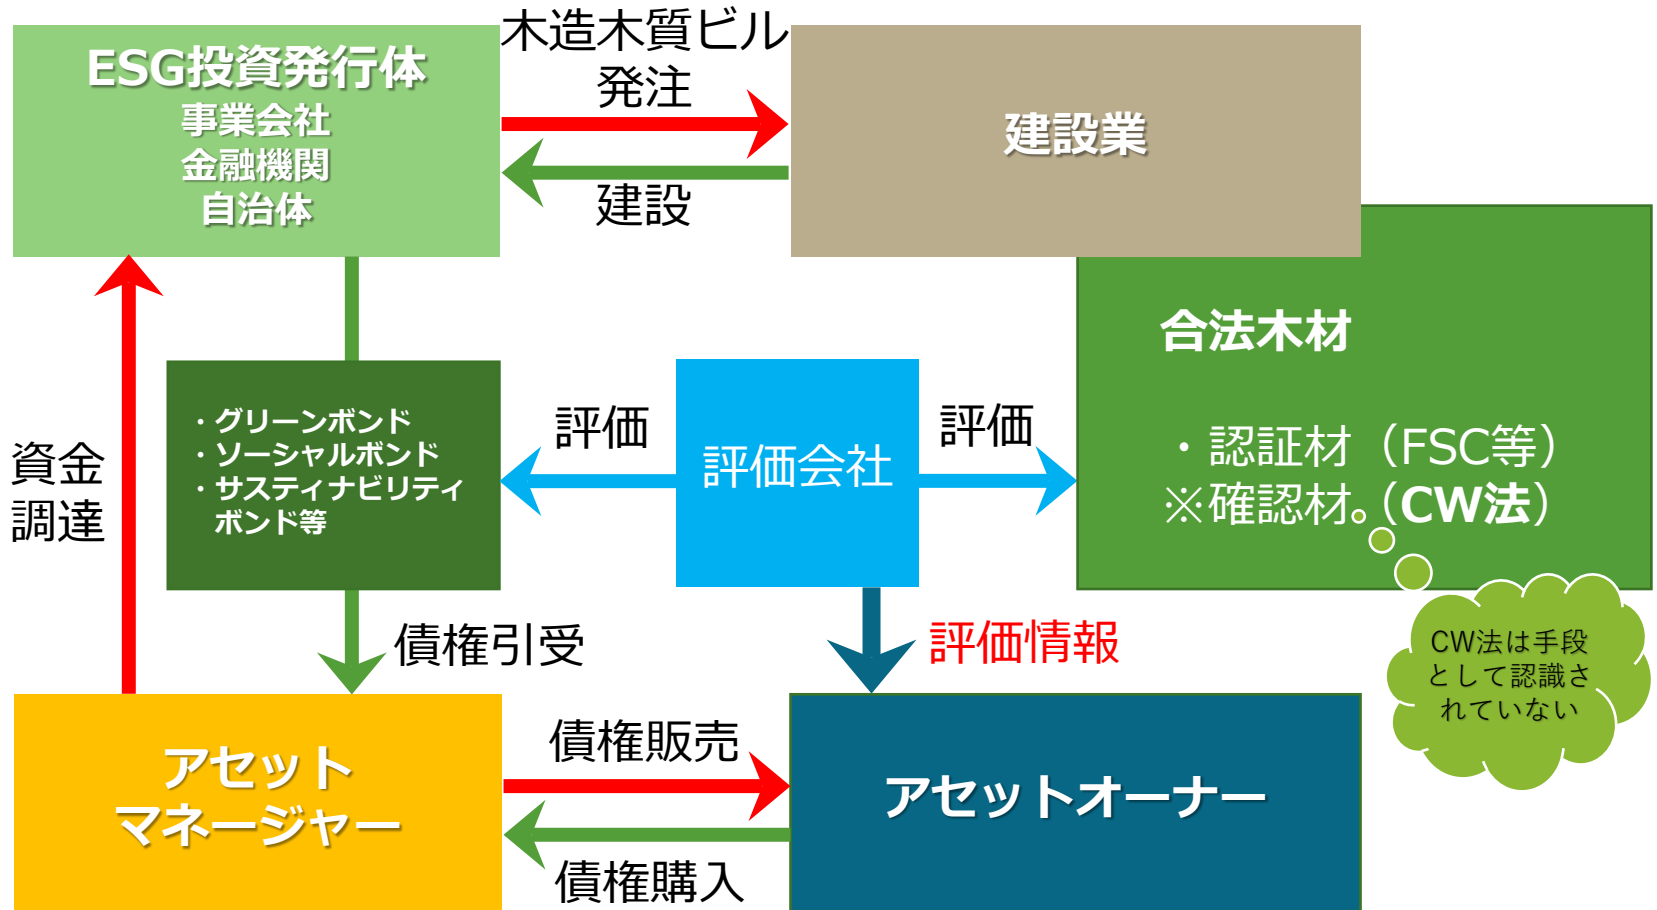 ESG投資発行体
事業会社
金融機関
自治体
木造木質ビル
発注
建設
建設業
合法木材
・認証材（FSC等）
※確認材（CW法）
・グリーンボンド
・ソーシャルボンド
・サスティナビリティ
ボンド等
評価
評価会社
評価
資金
調達
債権引受
評価情報
CW法は手段
として認識さ
れていない
アセット
マネージャー
債権販売
債権購入
アセットオーナー